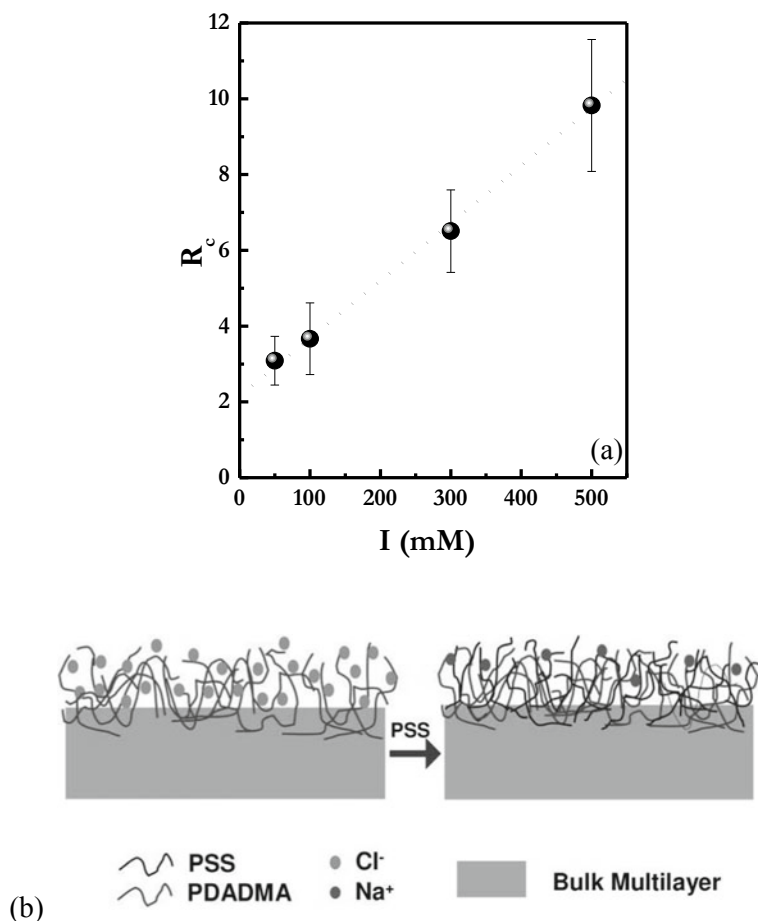 12
10
8
6
4
2
0
R_c
0 100 200 300 400 500
I (mM)
(a)
PSS
PSS Cl⁻
PDADMA Na⁺
Bulk Multilayer
(b)